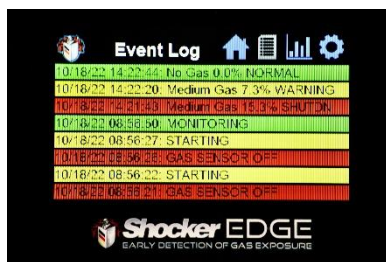 Event Log
10/18/22 14:22:44: No Gas 0.0% NORMAL
10/18/22 14:22:20: Medium Gas 7.3% WARNING
10/18/22 14:21:43: Medium Gas 15.3% SHUTDN
10/18/22 08:56:50: MONITORING
10/18/22 08:56:27: STARTING
10/18/22 08:56:26: GAS SENSOR OFF
10/18/22 08:56:22: STARTING
10/18/22 08:56:21: GAS SENSOR OFF
Shocker EDGE
EARLY DETECTION OF GAS EXPOSURE